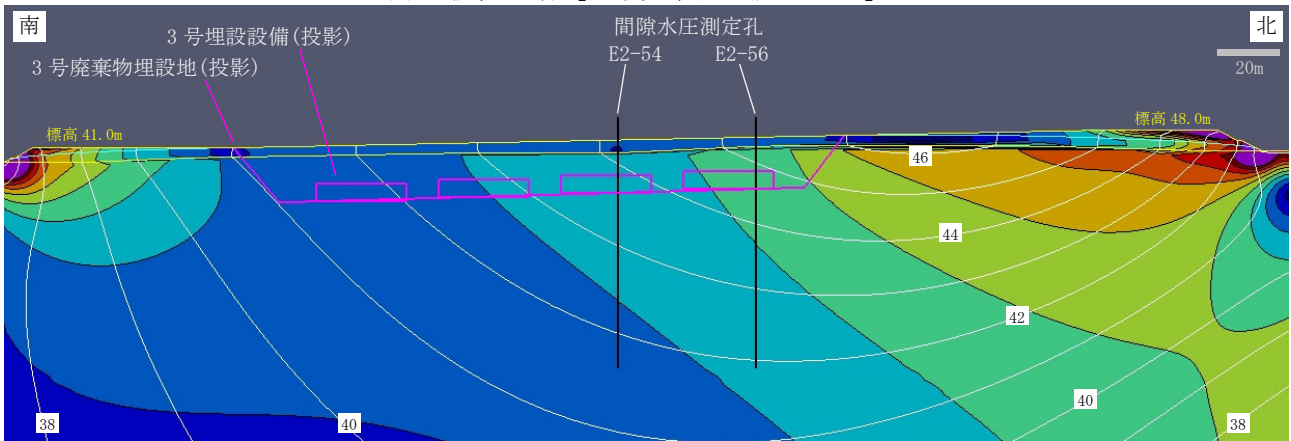 南
3号埋設設備(投影)
3号廃棄物埋設地(投影)
間隙水圧測定孔
E2-54 E2-56
北
20m
標高 41.0m
標高 48.0m
46
44
42
40
38
40
38